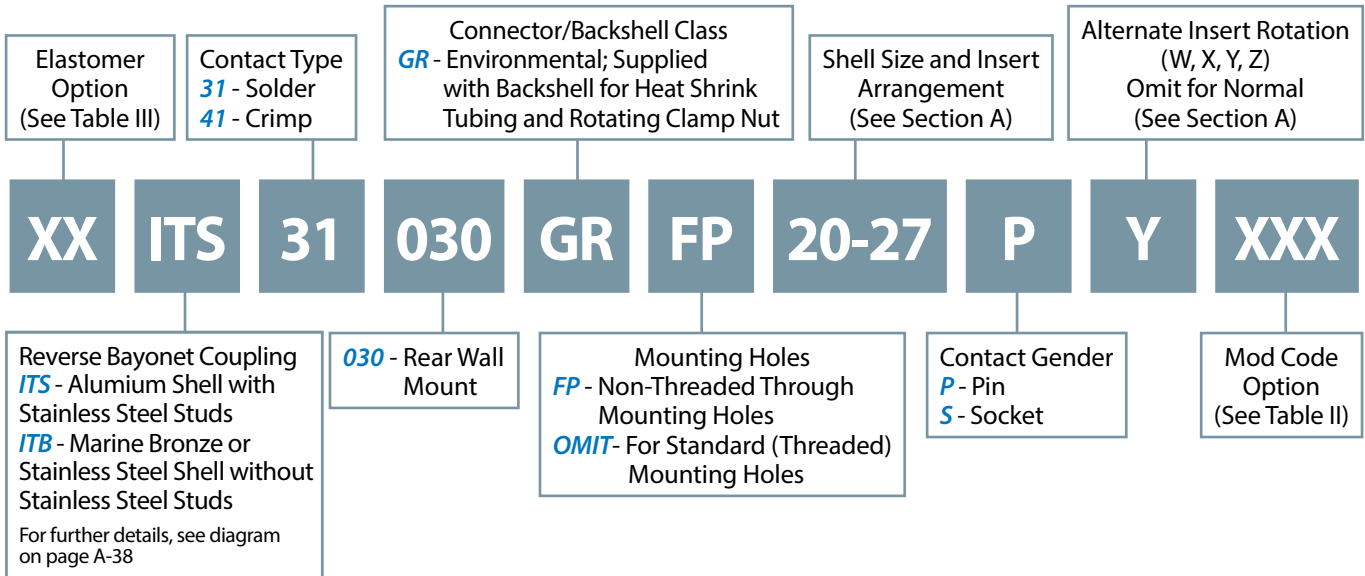 Elastomer
Option
(See Table III)
Contact Type
31 - Solder
41 - Crimp
Connector/Backshell Class
GR - Environmental; Supplied
with Backshell for Heat Shrink
Tubing and Rotating Clamp Nut
Shell Size and Insert
Arrangement
(See Section A)
Alternate Insert Rotation
(W, X, Y, Z)
Omit for Normal
(See Section A)
XX ITS 31 030 GR FP 20-27 P Y XXX
Reverse Bayonet Coupling
ITS - Alumium Shell with
Stainless Steel Studs
ITB - Marine Bronze or
Stainless Steel Shell without
Stainless Steel Studs
For further details, see diagram
on page A-38
030 - Rear Wall
Mount
Mounting Holes
FP - Non-Threaded Through
Mounting Holes
OMIT- For Standard (Threaded)
Mounting Holes
Contact Gender
P - Pin
S - Socket
Mod Code
Option
(See Table II)